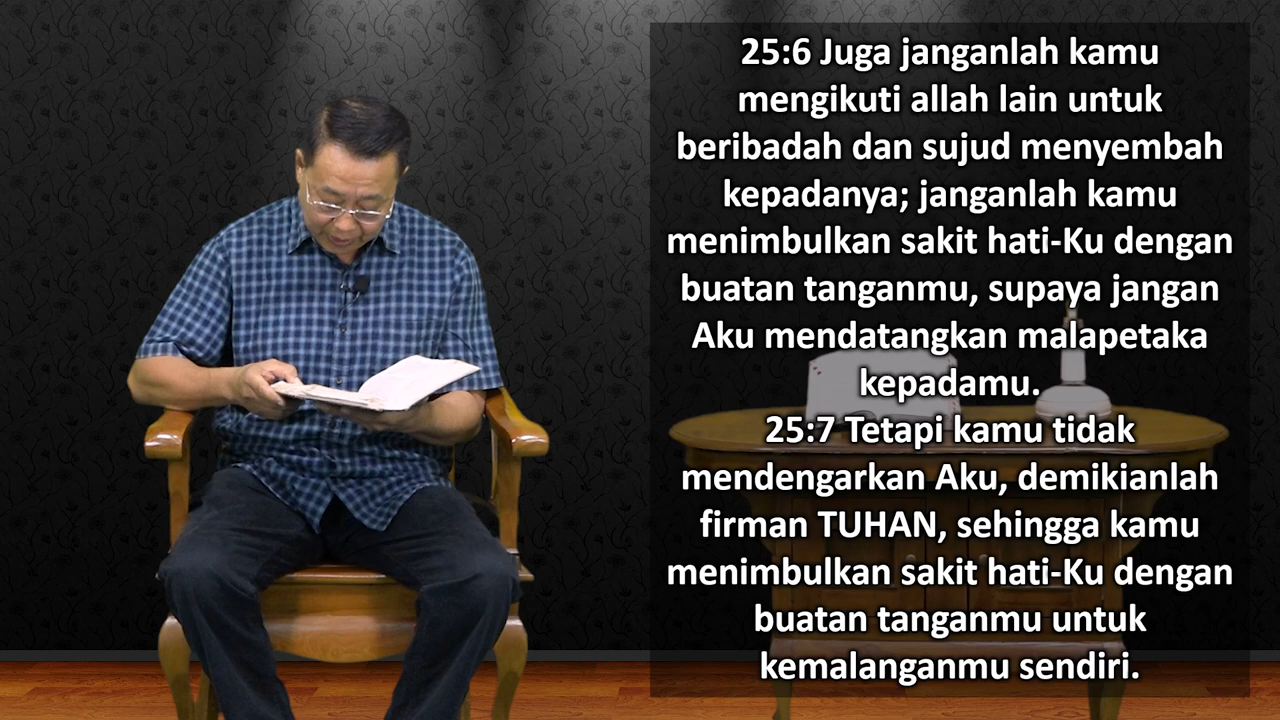 25:6 Juga janganlah kamu
mengikuti allah lain untuk
beribadah dan sujud menyembah
kepadanya; janganlah kamu
menimbulkan sakit hati-Ku dengan
buatan tanganmu, supaya jangan
Aku mendatangkan malapetaka
kepadamu.
25:7 Tetapi kamu tidak
mendengarkan Aku, demikianlah
firman TUHAN, sehingga kamu
menimbulkan sakit hati-Ku dengan
buatan tanganmu untuk
kemalanganmu sendiri.